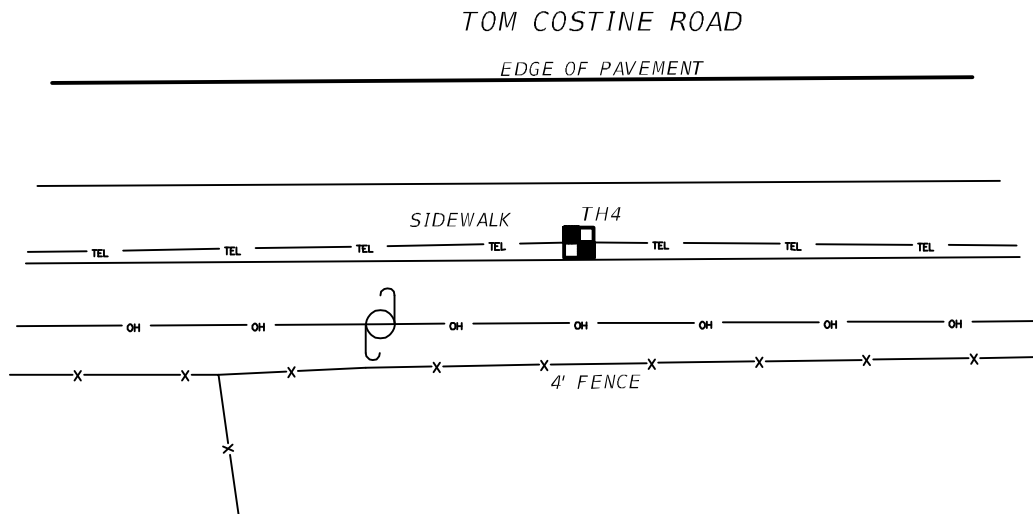 TOM COSTINE ROAD
EDGE OF PAVEMENT
SIDEWALK TH4
TEL TEL TEL TEL TEL TEL TEL
OH OH OH OH OH OH OH
X X X X X X X X X
4' FENCE
X